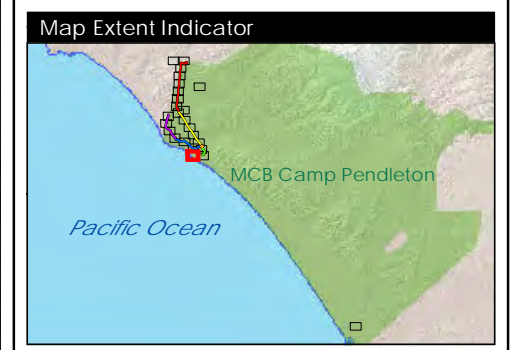 Map Extent Indicator
MCB Camp Pendleton
Pacific Ocean